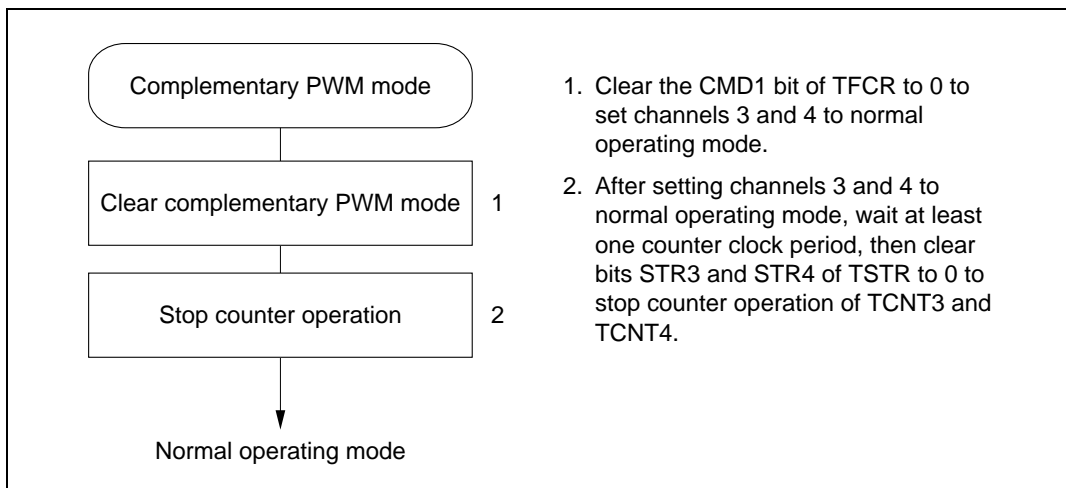 Complementary PWM mode
Clear complementary PWM mode
1
Stop counter operation
2
Normal operating mode
1. Clear the CMD1 bit of TFCR to 0 to
set channels 3 and 4 to normal
operating mode.
2. After setting channels 3 and 4 to
normal operating mode, wait at least
one counter clock period, then clear
bits STR3 and STR4 of TSTR to 0 to
stop counter operation of TCNT3 and
TCNT4.